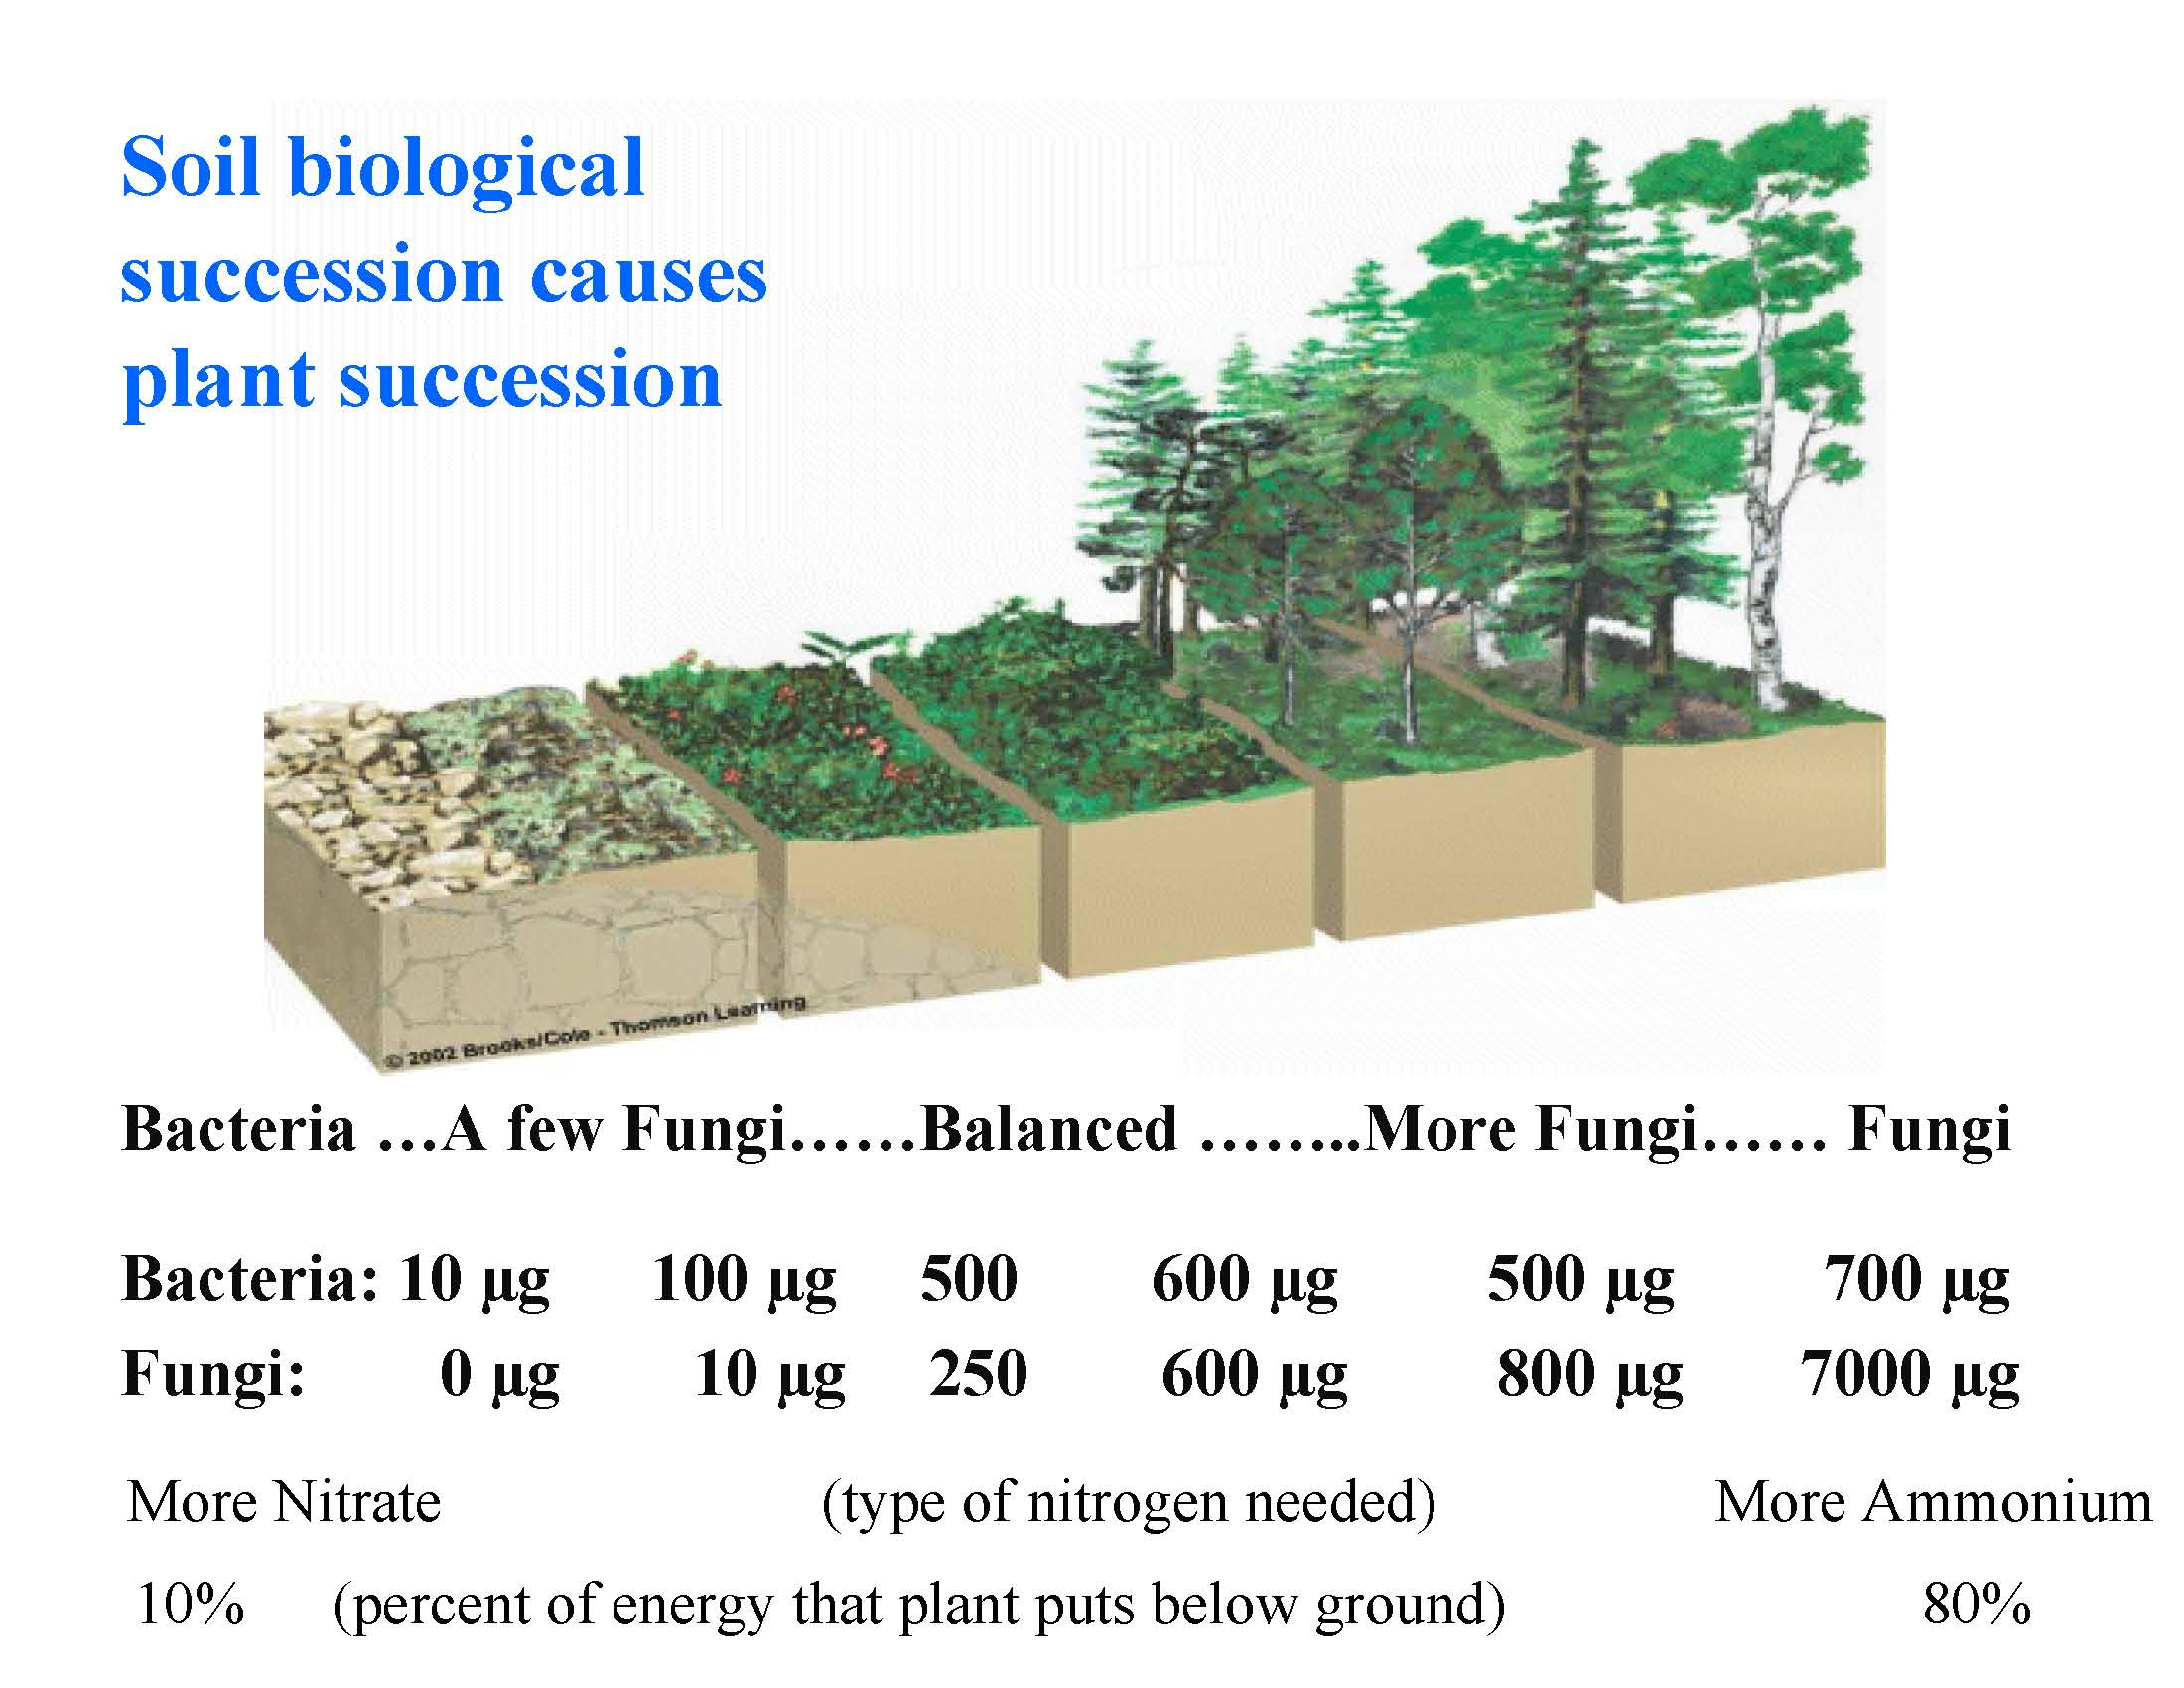 Soil biological
succession causes
plant succession
© 2002 Brooks/Cole - Thomson Learning
Bacteria …A few Fungi……Balanced ……..More Fungi…… Fungi
Bacteria: 10 µg 100 µg 500 600 µg 500 µg 700 µg
Fungi: 0 µg 10 µg 250 600 µg 800 µg 7000 µg
More Nitrate (type of nitrogen needed) More Ammonium
10% (percent of energy that plant puts below ground) 80%